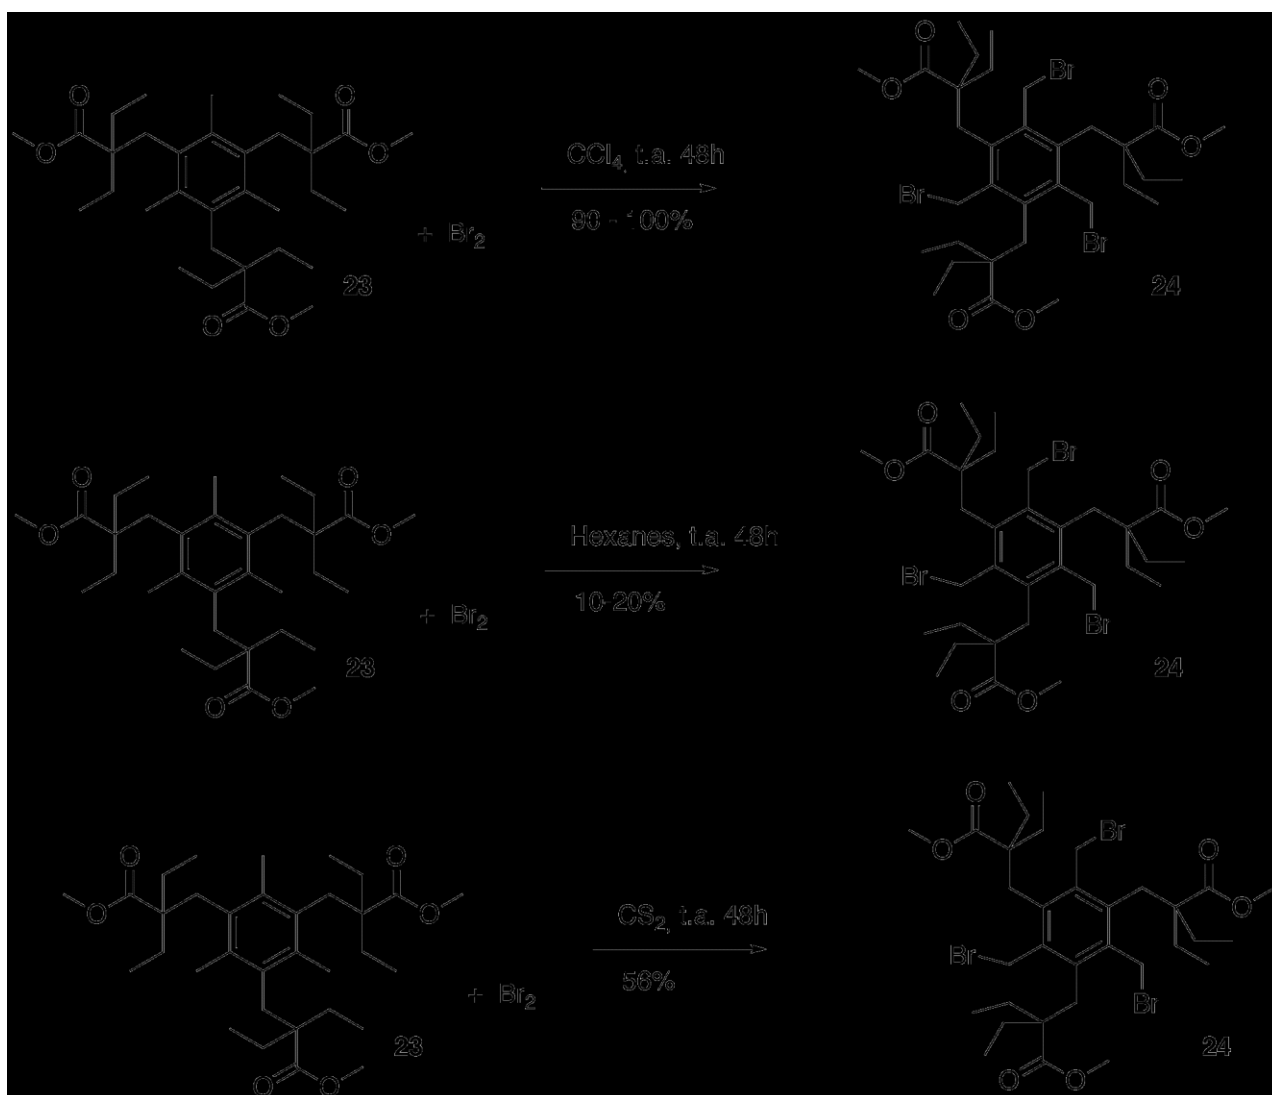 O
O
O
O
CCl4, t.a. 48h
90 - 100%
+ Br2
O
O
23
O
O
Br
O
O
Br
Br
O
O
24
O
O
O
O
Hexanes, t.a. 48h
10-20%
+ Br2
O
O
23
O
O
Br
O
O
Br
Br
O
O
24
O
O
O
O
CS2, t.a. 48h
56%
+ Br2
O
O
23
O
O
Br
O
O
Br
Br
O
O
24